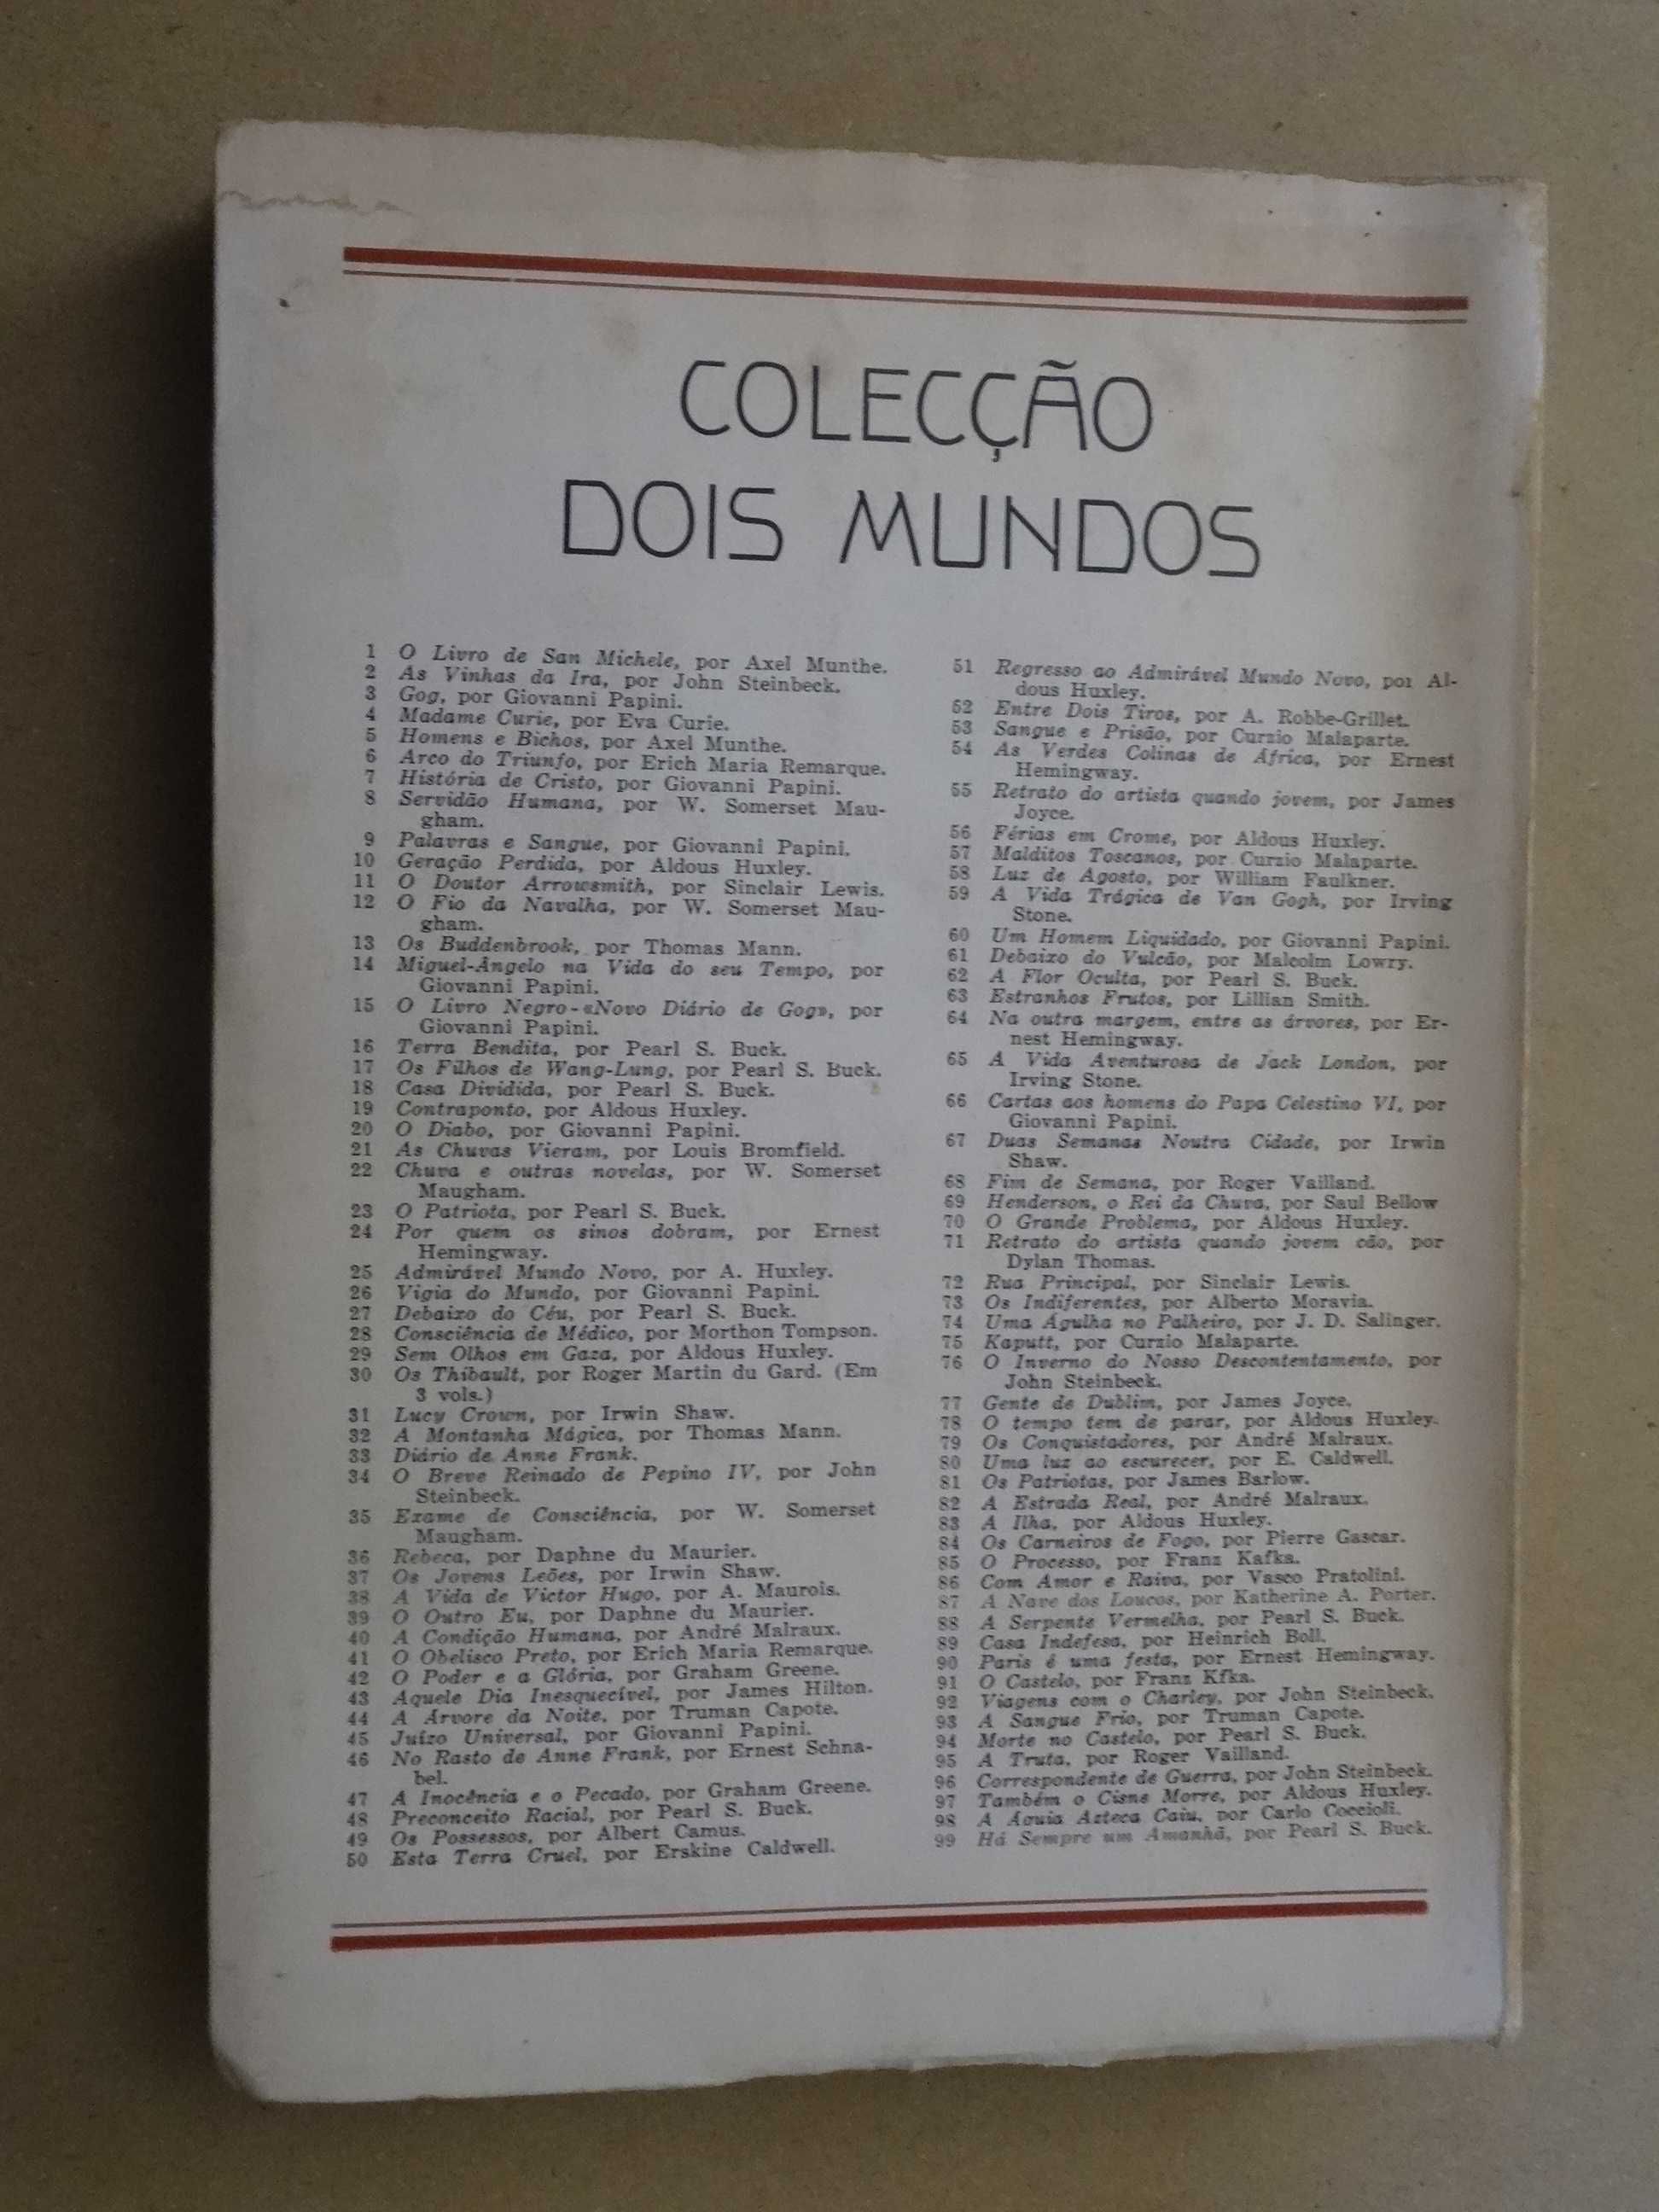 COLECÇÃO
DOIS MUNDOS
1 O Livro de San Michele, por Axel Munthe.
2 As Vinhas da Ira, por John Steinbeck.
3 Gog, por Giovanni Papini.
4 Madame Curie, por Eva Curie.
5 Homens e Bichos, por Axel Munthe.
6 Arco do Triunfo, por Erich Maria Remarque.
7 História de Cristo, por Giovanni Papini.
8 Servidão Humana, por W. Somerset Mau-
gham.
9 Palavras e Sangue, por Giovanni Papini.
10 Geração Perdida, por Aldous Huxley.
11 O Doutor Arrowsmith, por Sinclair Lewis.
12 O Fio da Navalha, por W. Somerset Mau-
gham.
13 Os Buddenbrook, por Thomas Mann.
14 Miguel-Ângelo na Vida do seu Tempo, por
Giovanni Papini.
15 O Livro Negro-«Novo Diário de Gog», por
Giovanni Papini.
16 Terra Bendita, por Pearl S. Buck.
17 Os Filhos de Wang-Lung, por Pearl S. Buck.
18 Casa Dividida, por Pearl S. Buck.
19 Contraponto, por Aldous Huxley.
20 O Diabo, por Giovanni Papini.
21 As Chuvas Vieram, por Louis Bromfield.
22 Chuva e outras novelas, por W. Somerset
Maugham.
23 O Patriota, por Pearl S. Buck.
24 Por quem os sinos dobram, por Ernest
Hemingway.
25 Admirável Mundo Novo, por A. Huxley.
26 Vigia do Mundo, por Giovanni Papini.
27 Debaixo do Céu, por Pearl S. Buck.
28 Consciência de Médico, por Morthon Tompson.
29 Sem Olhos em Gaza, por Aldous Huxley.
30 Os Thibault, por Roger Martin du Gard. (Em
3 vols.)
31 Lucy Crown, por Irwin Shaw.
32 A Montanha Mágica, por Thomas Mann.
33 Diário de Anne Frank.
34 O Breve Reinado de Pepino IV, por John
Steinbeck.
35 Exame de Consciência, por W. Somerset
Maugham.
36 Rebeca, por Daphne du Maurier.
37 Os Jovens Leões, por Irwin Shaw.
38 A Vida de Victor Hugo, por A. Maurois.
39 O Outro Eu, por Daphne du Maurier.
40 A Condição Humana, por André Malraux.
41 O Obelisco Preto, por Erich Maria Remarque.
42 O Poder e a Glória, por Graham Greene.
43 Aquele Dia Inesquecível, por James Hilton.
44 A Árvore da Noite, por Truman Capote.
45 Juízo Universal, por Giovanni Papini.
46 No Rasto de Anne Frank, por Ernest Schna-
bel.
47 A Inocência e o Pecado, por Graham Greene.
48 Preconceito Racial, por Pearl S. Buck.
49 Os Possessos, por Albert Camus.
50 Esta Terra Cruel, por Erskine Caldwell.
51 Regresso ao Admirável Mundo Novo, por Al-
dous Huxley.
52 Entre Dois Tiros, por A. Robbe-Grillet.
53 Sangue e Prisão, por Curzio Malaparte.
54 As Verdes Colinas de África, por Ernest
Hemingway.
55 Retrato do artista quando jovem, por James
Joyce.
56 Férias em Crome, por Aldous Huxley.
57 Malditos Toscanos, por Curzio Malaparte.
58 Luz de Agosto, por William Faulkner.
59 A Vida Trágica de Van Gogh, por Irving
Stone.
60 Um Homem Liquidado, por Giovanni Papini.
61 Debaixo do Vulcão, por Malcolm Lowry.
62 A Flor Oculta, por Pearl S. Buck.
63 Estranhos Frutos, por Lillian Smith.
64 Na outra margem, entre as árvores, por Er-
nest Hemingway.
65 A Vida Aventurosa de Jack London, por
Irving Stone.
66 Cartas aos homens do Papa Celestino VI, por
Giovanni Papini.
67 Duas Semanas Noutra Cidade, por Irwin
Shaw.
68 Fim de Semana, por Roger Vailland.
69 Henderson, o Rei da Chuva, por Saul Bellow
70 O Grande Problema, por Aldous Huxley.
71 Retrato do artista quando jovem cão, por
Dylan Thomas.
72 Rua Principal, por Sinclair Lewis.
73 Os Indiferentes, por Alberto Moravia.
74 Uma Agulha no Palheiro, por J. D. Salinger.
75 Kaputt, por Curzio Malaparte.
76 O Inverno do Nosso Descontentamento, por
John Steinbeck.
77 Gente de Dublim, por James Joyce.
78 O tempo tem de parar, por Aldous Huxley.
79 Os Conquistadores, por André Malraux.
80 Uma luz ao escurecer, por E. Caldwell.
81 Os Patriotas, por James Barlow.
82 A Estrada Real, por André Malraux.
83 A Ilha, por Aldous Huxley.
84 Os Carneiros de Fogo, por Pierre Gascar.
85 O Processo, por Franz Kafka.
86 Com Amor e Raiva, por Vasco Pratolini.
87 A Nave dos Loucos, por Katherine A. Porter.
88 A Serpente Vermelha, por Pearl S. Buck.
89 Casa Indefesa, por Heinrich Boll.
90 Paris é uma festa, por Ernest Hemingway.
91 O Castelo, por Franz Kfka.
92 Viagens com o Charley, por John Steinbeck.
93 A Sangue Frio, por Truman Capote.
94 Morte no Castelo, por Pearl S. Buck.
95 A Truta, por Roger Vailland.
96 Correspondente de Guerra, por John Steinbeck.
97 Também o Cisne Morre, por Aldous Huxley.
98 A Águia Azteca Caiu, por Carlo Coccioli.
99 Há Sempre um Amanhã, por Pearl S. Buck.